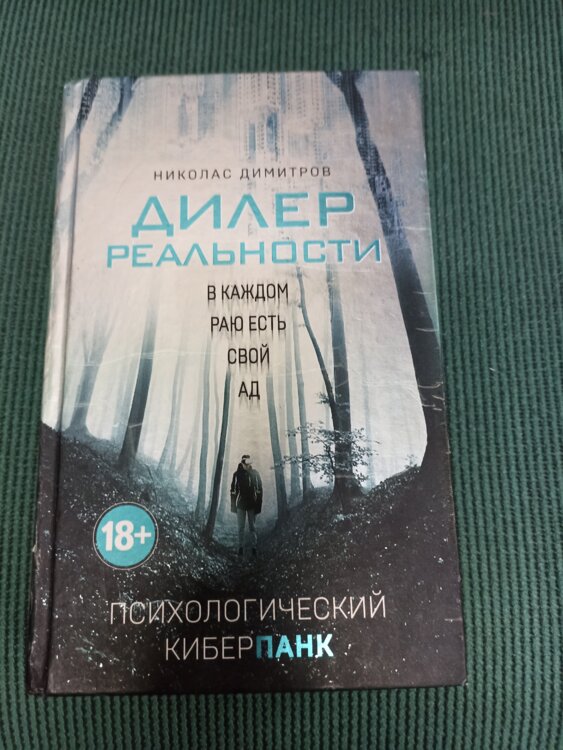 НИКОЛАС ДИМИТРОВ
ДИЛЕР
РЕАЛЬНОСТИ
В КАЖДОМ
РАЮ ЕСТЬ
СВОЙ
АД
18+
ПСИХОЛОГИЧЕСКИЙ
КИБЕРПАНК